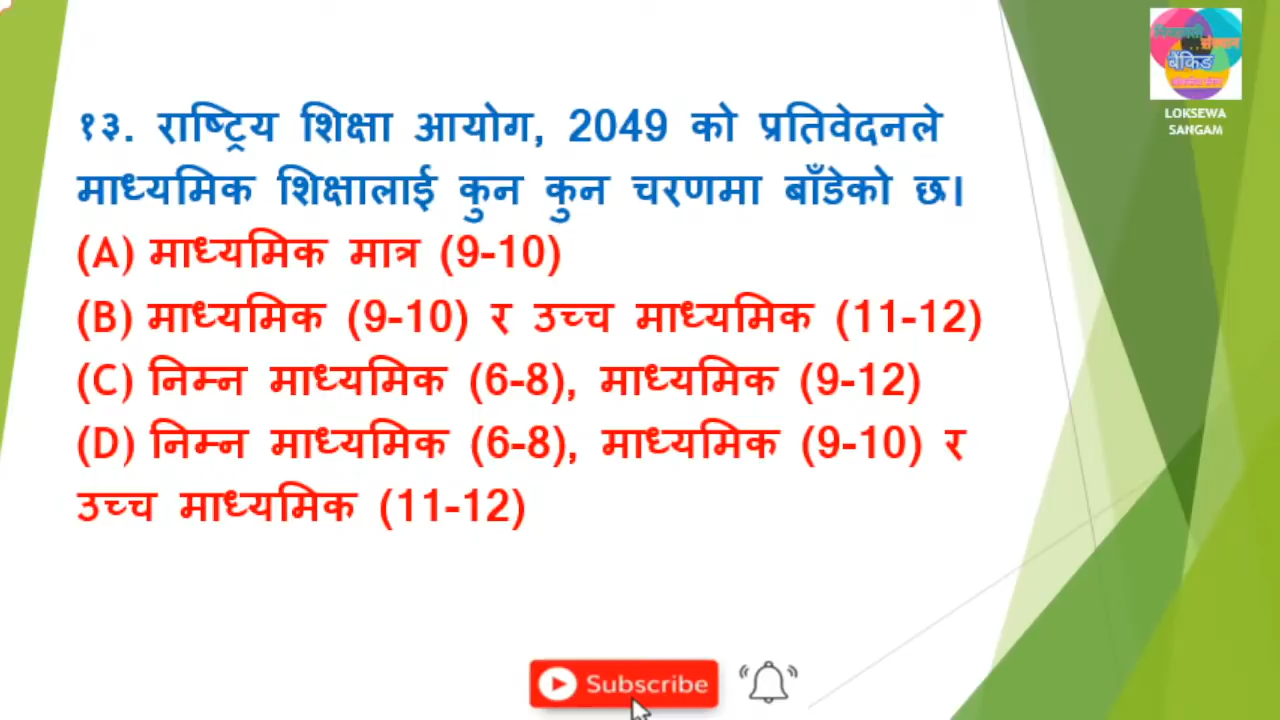 १३. राष्ट्रिय शिक्षा आयोग, 2049 को प्रतिवेदनले
माध्यमिक शिक्षालाई कुन कुन चरणमा बाँडेको छ।
(A) माध्यमिक मात्र (9-10)
(B) माध्यमिक (9-10) र उच्च माध्यमिक (11-12)
(C) निम्न माध्यमिक (6-8), माध्यमिक (9-12)
(D) निम्न माध्यमिक (6-8), माध्यमिक (9-10) र
उच्च माध्यमिक (11-12)
बैंकिङ
LOKSEWA
SANGAM
Subscribe